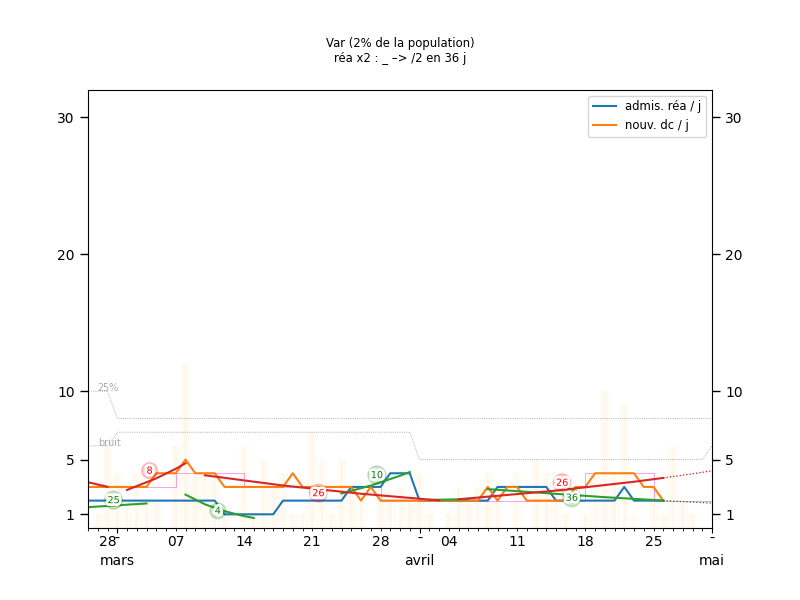 Var (2% de la population)
réa x2 : _ –> /2 en 36 j
admis. réa / j
nouv. dc / j
30 30
20 20
10 10
25%
bruit
5 5
8
10
25
26
26
36
4
1 1
28 07 14 21 28 04 11 18 25
mars avril mai